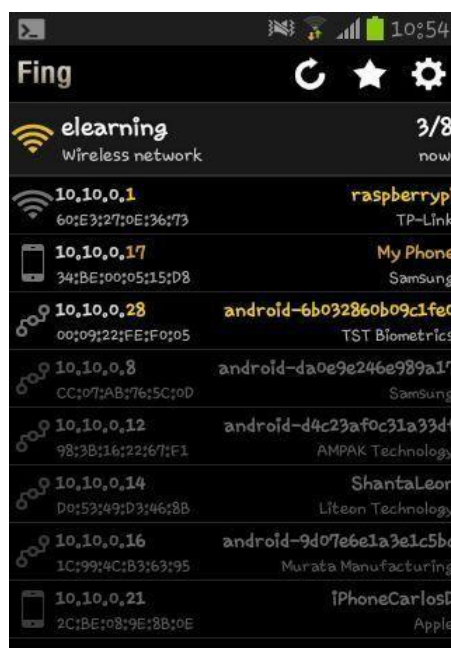 10:54
Fing
elearning 3/8
Wireless network now
10.10.0.1 raspberrypi
60:E3:27:0E:36:73 TP-Link
10.10.0.17 My Phone
34:BE:00:05:15:D8 Samsung
10.10.0.28 android-6b032860b09c1fe0
00:09:22:FE:F0:05 TST Biometrics
10.10.0.8 android-da0e9e246e989a17
CC:07:AB:76:5C:0D Samsung
10.10.0.12 android-d4c23afc31a33df
98:3B:16:22:67:F1 AMPAK Technology
10.10.0.14 ShantaLeon
D0:53:49:D3:46:8B Liteon Technology
10.10.0.16 android-9d07e6e1a3e1c5bc
1C:99:4C:B3:63:95 Murata Manufacturing
10.10.0.21 iPhoneCarlosD
2C:BE:08:9E:8B:0E Apple